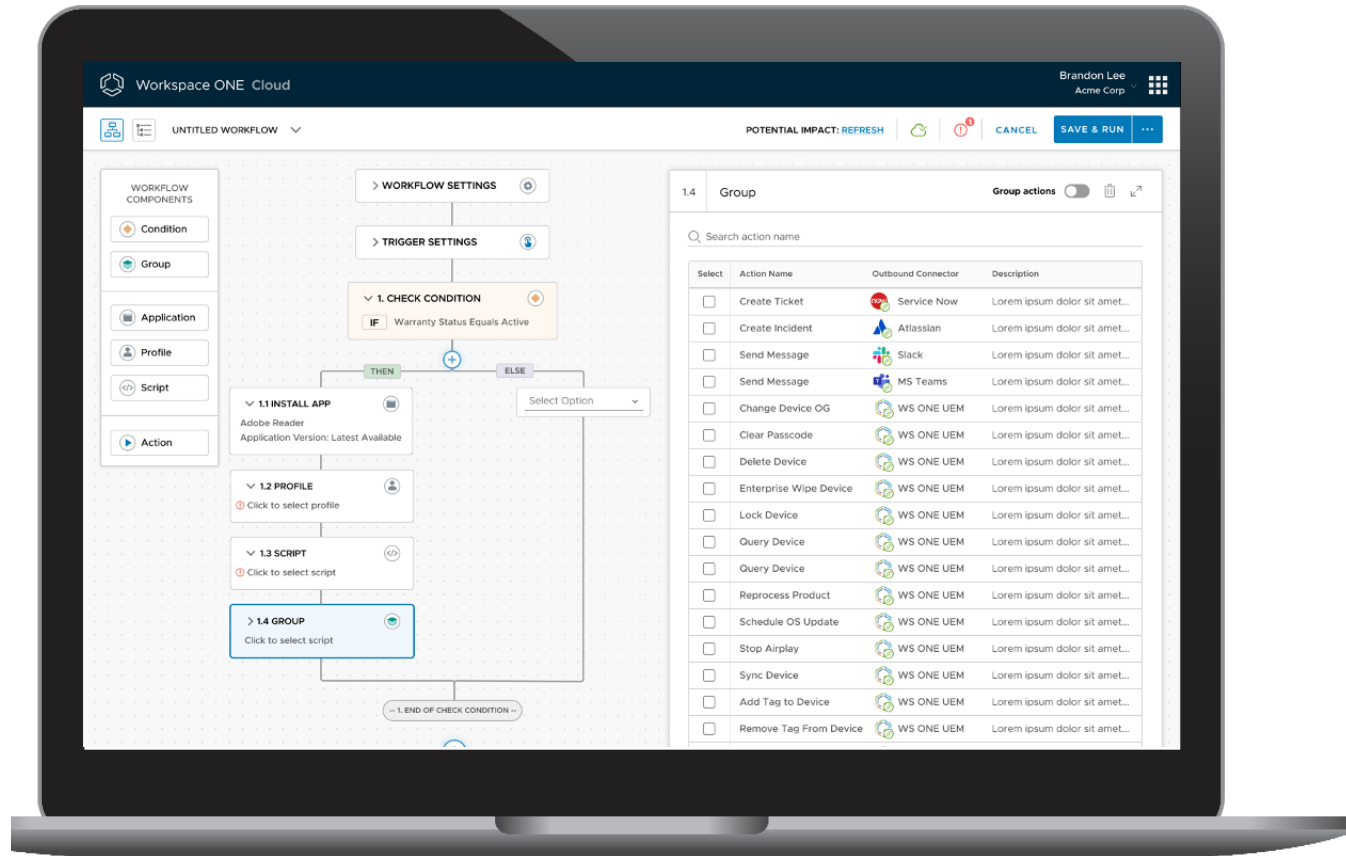 Workspace ONE Cloud
Brandon Lee
Acme Corp
UNTITLED WORKFLOW
POTENTIAL IMPACT: REFRESH
1
CANCEL
SAVE & RUN
...
WORKFLOW
COMPONENTS
Condition
Group
Application
Profile
Script
Action
WORKFLOW SETTINGS
TRIGGER SETTINGS
1. CHECK CONDITION
IF Warranty Status Equals Active
THEN
ELSE
1.1 INSTALL APP
Adobe Reader
Application Version: Latest Available
Select Option
1.2 PROFILE
Click to select profile
1.3 SCRIPT
Click to select script
1.4 GROUP
Click to select script
-- 1. END OF CHECK CONDITION --
1.4 Group
Group actions
Search action name
Select Action Name Outbound Connector Description
Create Ticket now Service Now Lorem ipsum dolor sit amet...
Create Incident Atlassian Lorem ipsum dolor sit amet...
Send Message Slack Lorem ipsum dolor sit amet...
Send Message MS Teams Lorem ipsum dolor sit amet...
Change Device OG WS ONE UEM Lorem ipsum dolor sit amet...
Clear Passcode WS ONE UEM Lorem ipsum dolor sit amet...
Delete Device WS ONE UEM Lorem ipsum dolor sit amet...
Enterprise Wipe Device WS ONE UEM Lorem ipsum dolor sit amet...
Lock Device WS ONE UEM Lorem ipsum dolor sit amet...
Query Device WS ONE UEM Lorem ipsum dolor sit amet...
Query Device WS ONE UEM Lorem ipsum dolor sit amet...
Reprocess Product WS ONE UEM Lorem ipsum dolor sit amet...
Schedule OS Update WS ONE UEM Lorem ipsum dolor sit amet...
Stop Airplay WS ONE UEM Lorem ipsum dolor sit amet...
Sync Device WS ONE UEM Lorem ipsum dolor sit amet...
Add Tag to Device WS ONE UEM Lorem ipsum dolor sit amet...
Remove Tag From Device WS ONE UEM Lorem ipsum dolor sit amet...